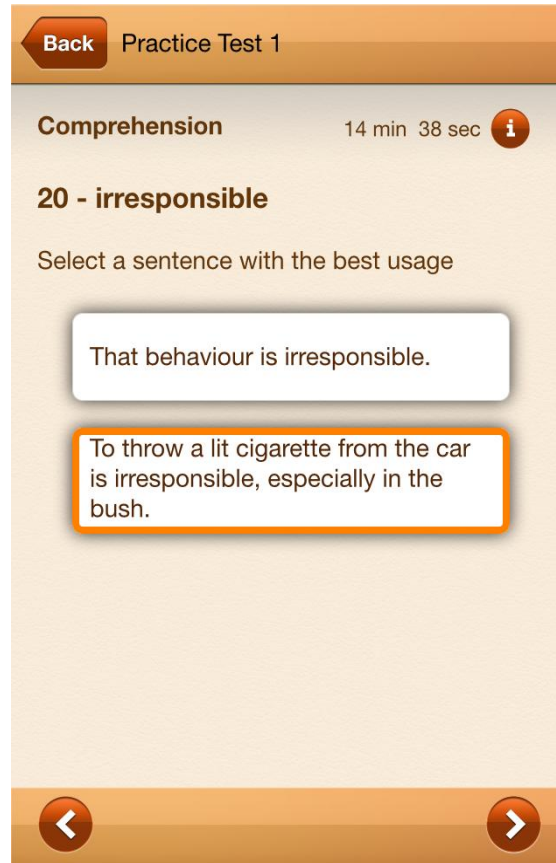 Back Practice Test 1
Comprehension 14 min 38 sec i
20 - irresponsible
Select a sentence with the best usage
That behaviour is irresponsible.
To throw a lit cigarette from the car
is irresponsible, especially in the
bush.